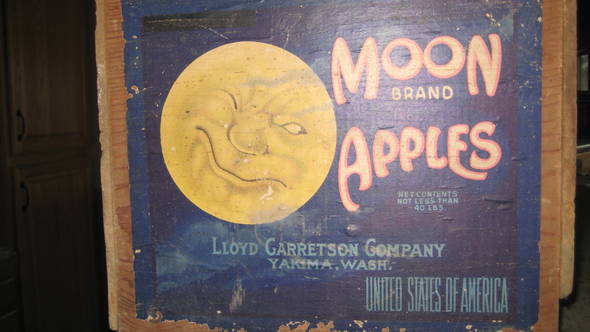 MOON
BRAND
APPLES
NET CONTENTS
NOT LESS THAN
40 LBS.
LLOYD GARRETSON COMPANY
YAKIMA, WASH.
UNITED STATES OF AMERICA